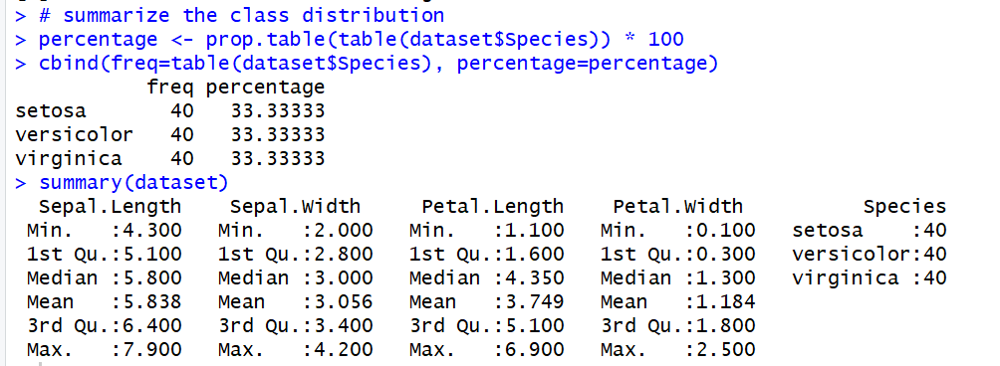 > # summarize the class distribution
> percentage <- prop.table(table(dataset$Species)) * 100
> cbind(freq=table(dataset$Species), percentage=percentage)
           freq percentage
setosa       40   33.33333
versicolor   40   33.33333
virginica    40   33.33333
> summary(dataset)
  Sepal.Length    Sepal.Width     Petal.Length    Petal.Width          Species
 Min.   :4.300   Min.   :2.000   Min.   :1.100   Min.   :0.100   setosa    :40
 1st Qu.:5.100   1st Qu.:2.800   1st Qu.:1.600   1st Qu.:0.300   versicolor:40
 Median :5.800   Median :3.000   Median :4.350   Median :1.300   virginica :40
 Mean   :5.838   Mean   :3.056   Mean   :3.749   Mean   :1.184
 3rd Qu.:6.400   3rd Qu.:3.400   3rd Qu.:5.100   3rd Qu.:1.800
 Max.   :7.900   Max.   :4.200   Max.   :6.900   Max.   :2.500